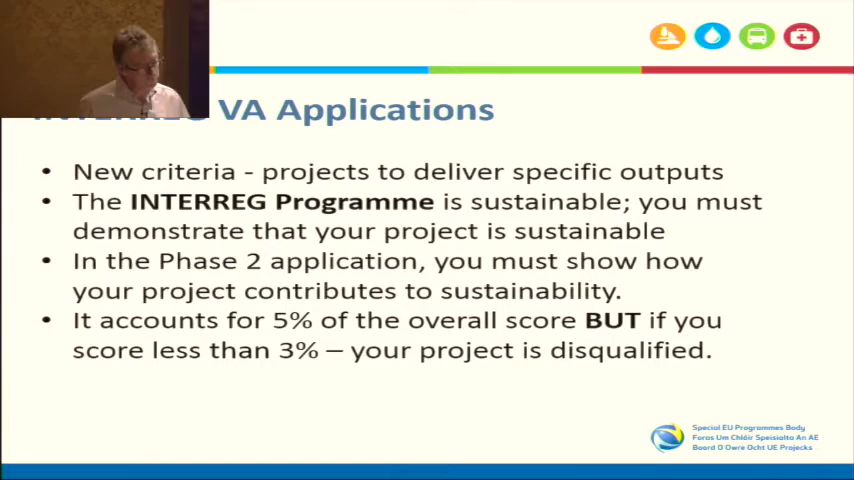 VA Applications
• New criteria - projects to deliver specific outputs
• The INTERREG Programme is sustainable; you must
demonstrate that your project is sustainable
• In the Phase 2 application, you must show how
your project contributes to sustainability.
• It accounts for 5% of the overall score BUT if you
score less than 3% – your project is disqualified.
Special EU Programmes Body
Foras Um Chláir Speisialta An AE
Boord O Owre Ocht UE Projecks